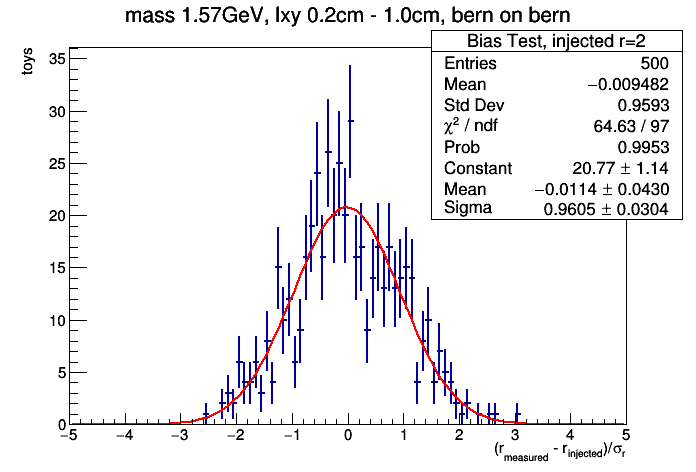 mass 1.57GeV, lxy 0.2cm - 1.0cm, bern on bern
toys
Bias Test, injected r=2
Entries 500
Mean −0.009482
Std Dev 0.9593
χ² / ndf 64.63 / 97
Prob 0.9953
Constant 20.77 ± 1.14
Mean −0.0114 ± 0.0430
Sigma 0.9605 ± 0.0304
35
30
25
20
15
10
5
0
−5 −4 −3 −2 −1 0 1 2 3 4 5
(r_measured - r_injected)/σ_r